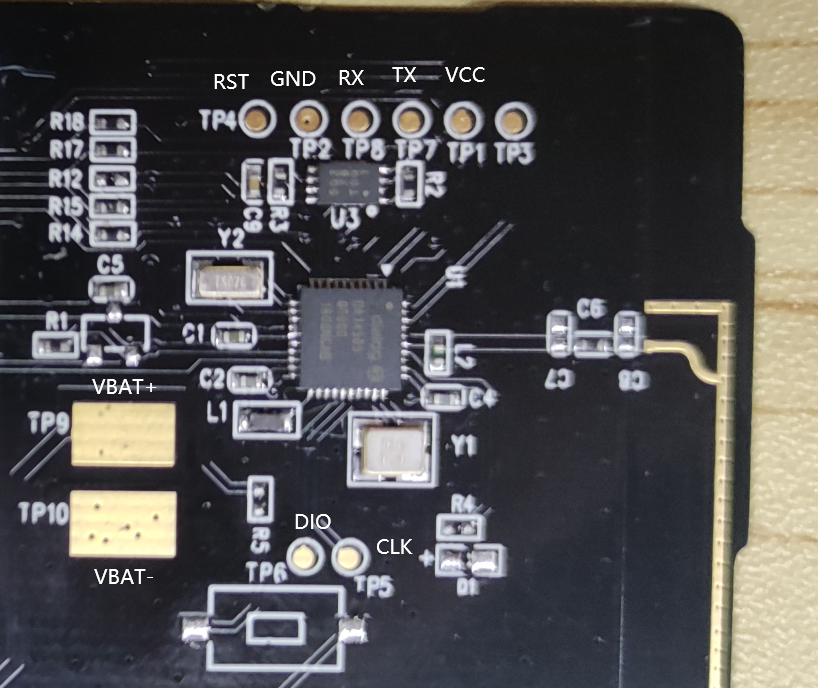 RST GND RX TX VCC
R18 TP4
R17 TP2 TP8 TP7 TP1 TP3
R12
R15 C9 R3 U3 R2
R14 Y2
C5 U1
R1 C1 C6
L2
C7 C8
VBAT+ C2 C4
TP9 L1
Y1
TP10 R4
DIO
R5 CLK
+
VBAT- TP6 TP5 D1